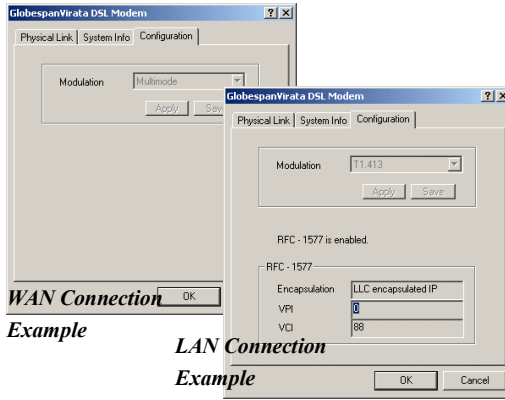 GlobespanVirata DSL Modem
Physical Link System Info Configuration
Modulation Multimode
Apply
OK
WAN Connection
Example
GlobespanVirata DSL Modem
Physical Link System Info Configuration
Modulation T1.413
Apply Save
RFC - 1577 is enabled.
RFC - 1577
Encapsulation LLC encapsulated IP
VPI 0
VCI 88
OK Cancel
LAN Connection
Example